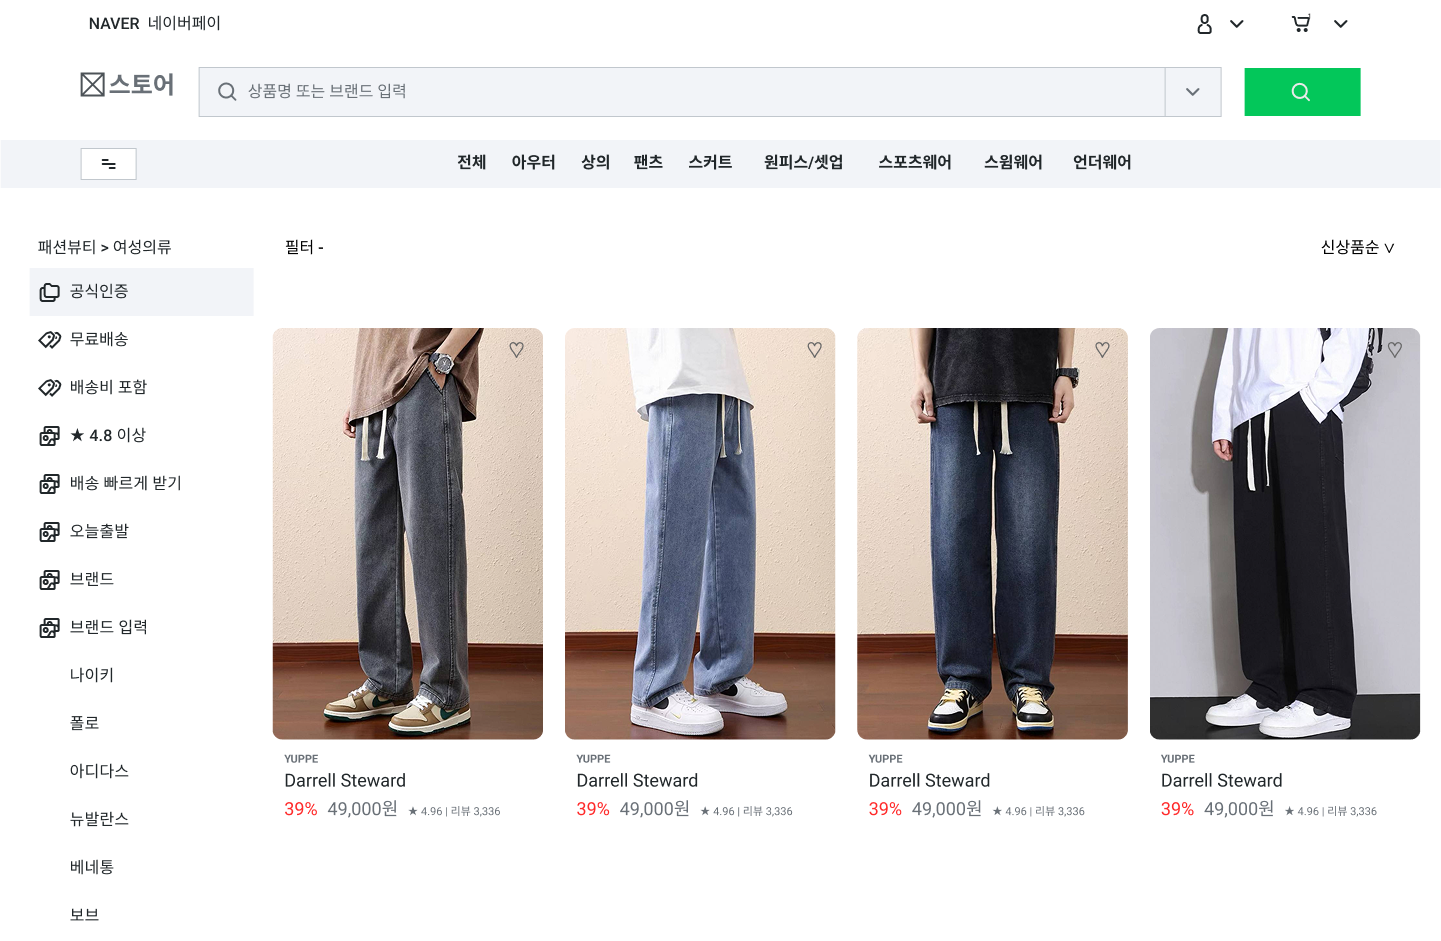 NAVER 네이버페이
스토어
상품명 또는 브랜드 입력
전체 아우터 상의 팬츠 스커트 원피스/셋업 스포츠웨어 스윔웨어 언더웨어
패션뷰티 > 여성의류
필터 -
신상품순 ∨
공식인증
무료배송
배송비 포함
★ 4.8 이상
배송 빠르게 받기
오늘출발
브랜드
브랜드 입력
나이키
폴로
아디다스
뉴발란스
베네통
보브
YUPPE
Darrell Steward
39% 49,000원 ★ 4.96 | 리뷰 3,336
YUPPE
Darrell Steward
39% 49,000원 ★ 4.96 | 리뷰 3,336
YUPPE
Darrell Steward
39% 49,000원 ★ 4.96 | 리뷰 3,336
YUPPE
Darrell Steward
39% 49,000원 ★ 4.96 | 리뷰 3,336